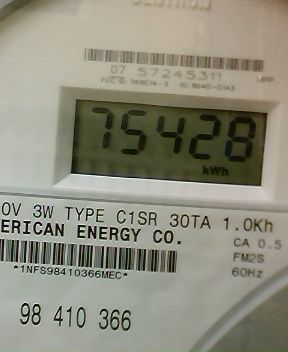 CENTRON
07 57245311
75428
kWh
0V 3W TYPE C1SR 30TA 1.0Kh
ERICAN ENERGY CO.
CA 0.5
FM2S
60Hz
*1NFS98410366MEC*
98 410 366